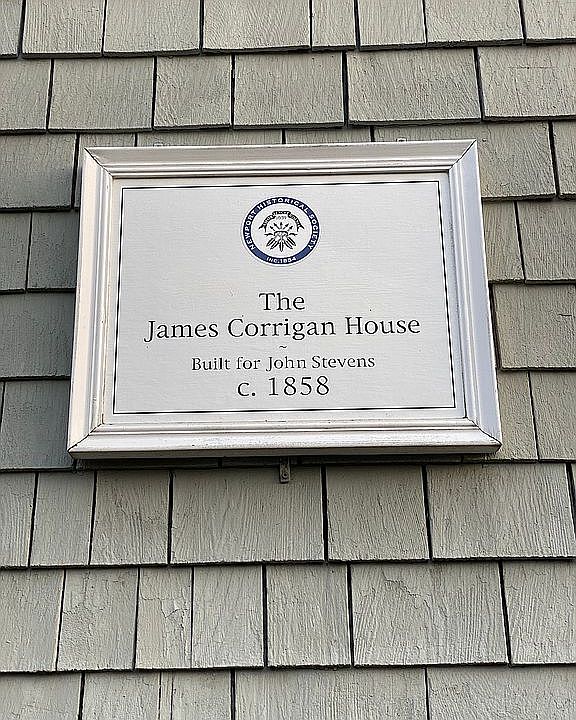 NEWPORT HISTORICAL SOCIETY
INC. 1854
The
James Corrigan House
~
Built for John Stevens
c. 1858